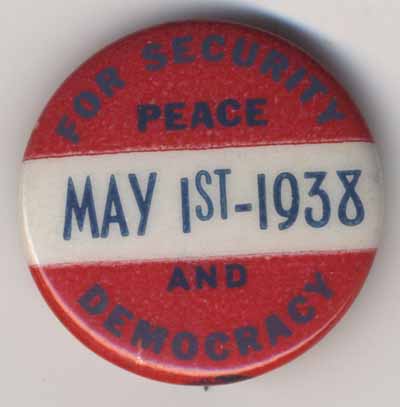 FOR SECURITY
PEACE
MAY 1ST-1938
AND
DEMOCRACY